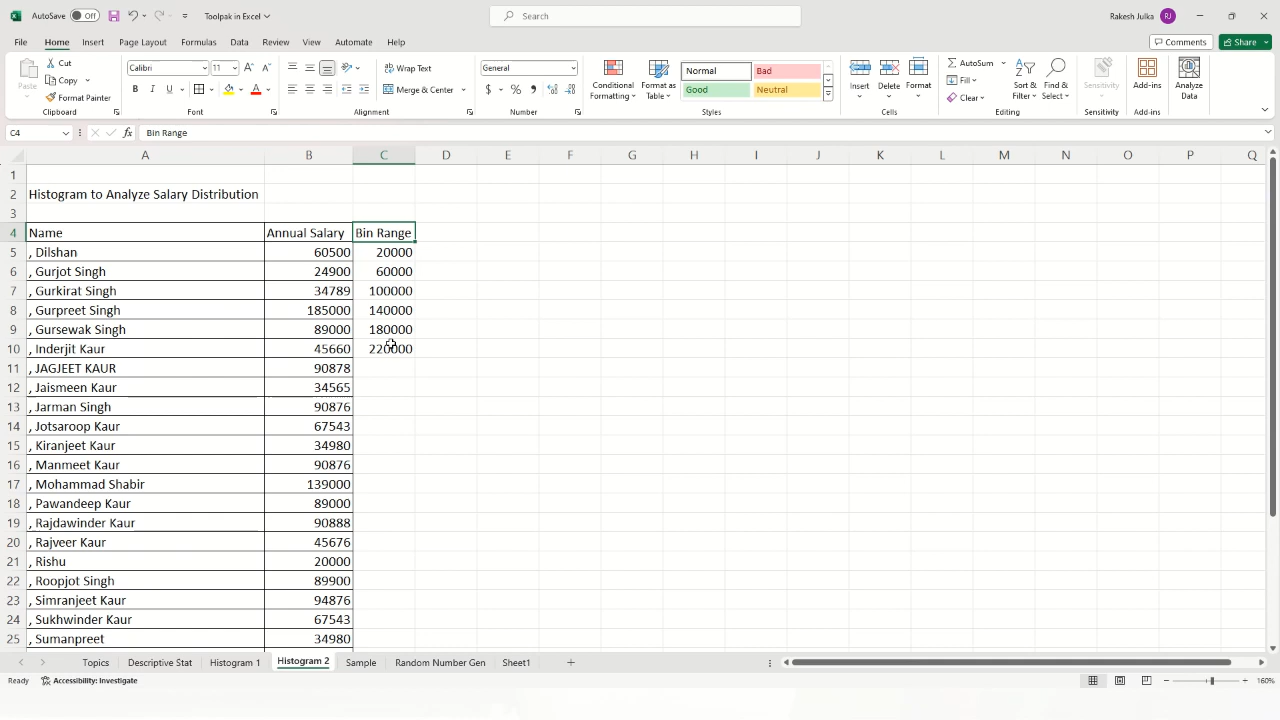 AutoSave Off Toolpak in Excel Search Rakesh Julka RJ
File Home Insert Page Layout Formulas Data Review View Automate Help Comments Share
Paste Cut Copy Format Painter Clipboard
Calibri 11 A A B I U A Font
Wrap Text Merge & Center Alignment
General $ % , Number
Conditional Formatting Format as Table Normal Bad Good Neutral Styles
Insert Delete Format Cells
AutoSum Fill Clear Sort & Filter Find & Select Editing
Sensitivity Sensitivity
Add-ins Add-ins
Analyze Data
C4 fx Bin Range
A B C D E F G H I J K L M N O P Q
1
2 Histogram to Analyze Salary Distribution
3
4 Name Annual Salary Bin Range
5 , Dilshan 60500 20000
6 , Gurjot Singh 24900 60000
7 , Gurkirat Singh 34789 100000
8 , Gurpreet Singh 185000 140000
9 , Gursewak Singh 89000 180000
10 , Inderjit Kaur 45660 220000
11 , JAGJEET KAUR 90878
12 , Jaismeen Kaur 34565
13 , Jarman Singh 90876
14 , Jotsaroop Kaur 67543
15 , Kiranjeet Kaur 34980
16 , Manmeet Kaur 90876
17 , Mohammad Shabir 139000
18 , Pawandeep Kaur 89000
19 , Rajdawinder Kaur 90888
20 , Rajveer Kaur 45676
21 , Rishu 20000
22 , Roopjot Singh 89900
23 , Simranjeet Kaur 94876
24 , Sukhwinder Kaur 67543
25 , Sumanpreet 34980
Topics Descriptive Stat Histogram 1 Histogram 2 Sample Random Number Gen Sheet1
Ready Accessibility: Investigate 160%